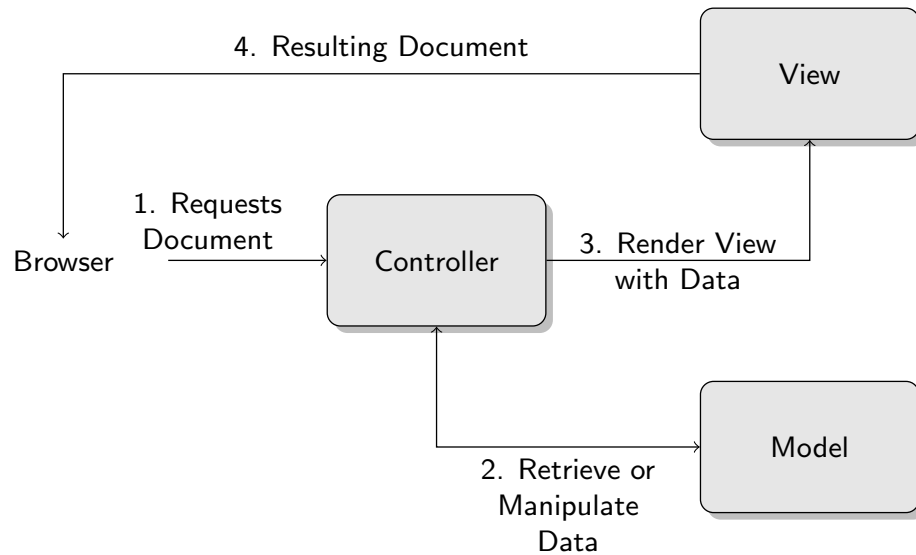 4. Resulting Document
View
1. Requests
Document
Browser
Controller
3. Render View
with Data
Model
2. Retrieve or
Manipulate
Data